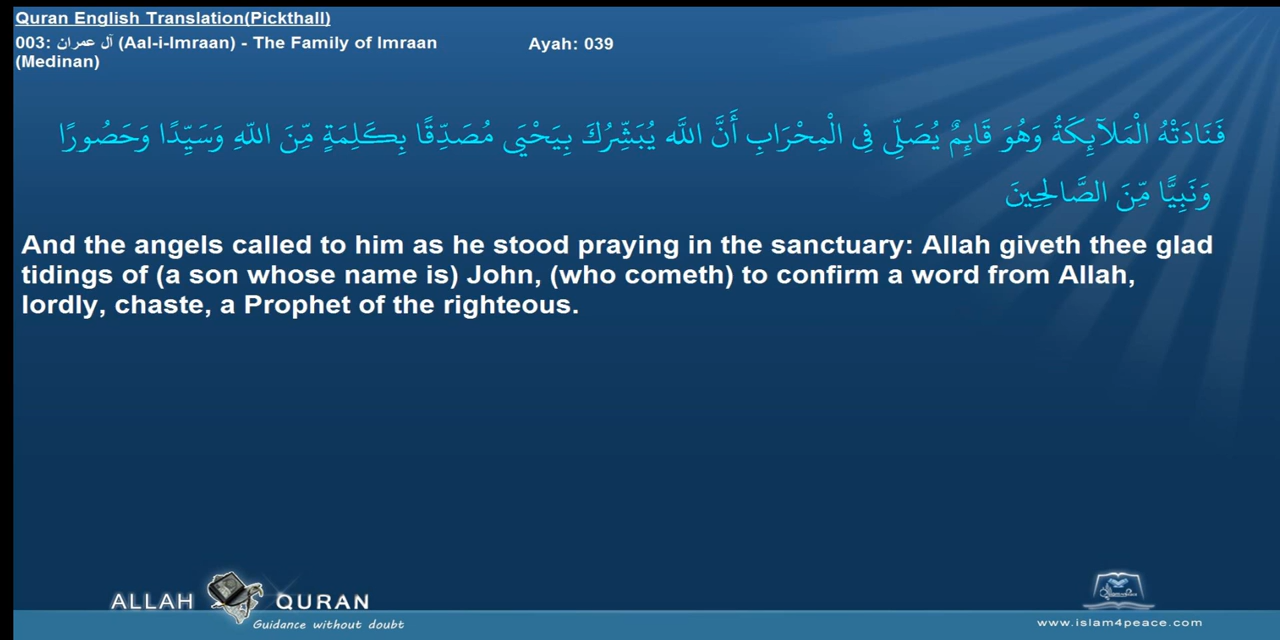 Quran English Translation(Pickthall)
003: آل عمران (Aal-i-Imraan) - The Family of Imraan
(Medinan)
Ayah: 039
فَنَادَتْهُ الْمَلآئِكَةُ وَهُوَ قَائِمٌ يُصَلِّي فِى الْمِحْرَابِ أَنَّ اللَّه يُبَشِّرُكَ بِيَحْيَى مُصَدِّقًا بِكَلِمَةٍ مِّنَ اللّهِ وَسَيِّدًا وَحَصُورًا
وَنَبِيًّا مِّنَ الصَّالِحِينَ
And the angels called to him as he stood praying in the sanctuary: Allah giveth thee glad
tidings of (a son whose name is) John, (who cometh) to confirm a word from Allah,
lordly, chaste, a Prophet of the righteous.
ALLAH QURAN
Guidance without doubt
www.islam4peace.com